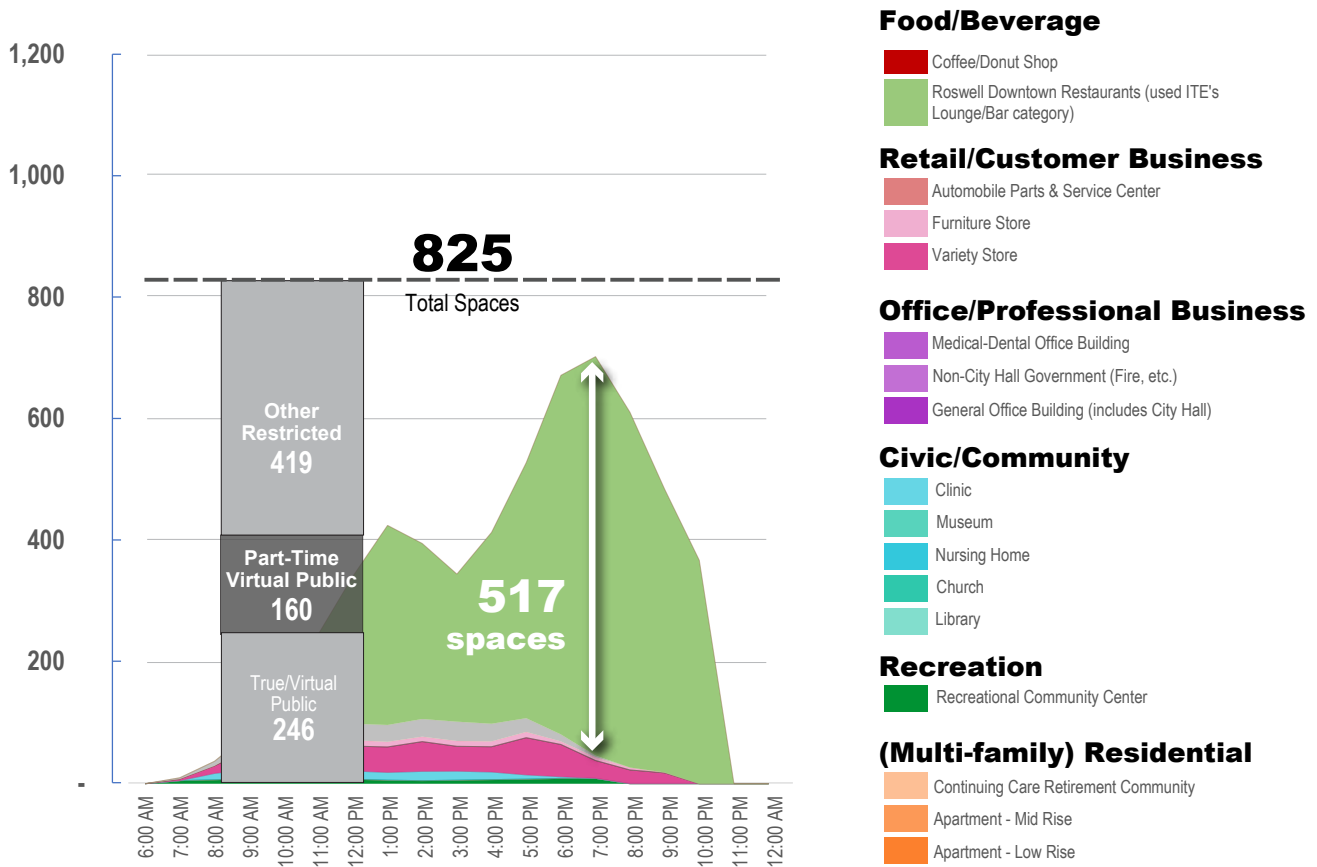 1,200
1,000
800
600
400
200
-
825
Total Spaces
Other
Restricted
419
Part-Time
Virtual Public
160
True/Virtual
Public
246
517
spaces
6:00 AM
7:00 AM
8:00 AM
9:00 AM
10:00 AM
11:00 AM
12:00 PM
1:00 PM
2:00 PM
3:00 PM
4:00 PM
5:00 PM
6:00 PM
7:00 PM
8:00 PM
9:00 PM
10:00 PM
11:00 PM
12:00 AM
Food/Beverage
Coffee/Donut Shop
Roswell Downtown Restaurants (used ITE's
Lounge/Bar category)
Retail/Customer Business
Automobile Parts & Service Center
Furniture Store
Variety Store
Office/Professional Business
Medical-Dental Office Building
Non-City Hall Government (Fire, etc.)
General Office Building (includes City Hall)
Civic/Community
Clinic
Museum
Nursing Home
Church
Library
Recreation
Recreational Community Center
(Multi-family) Residential
Continuing Care Retirement Community
Apartment - Mid Rise
Apartment - Low Rise